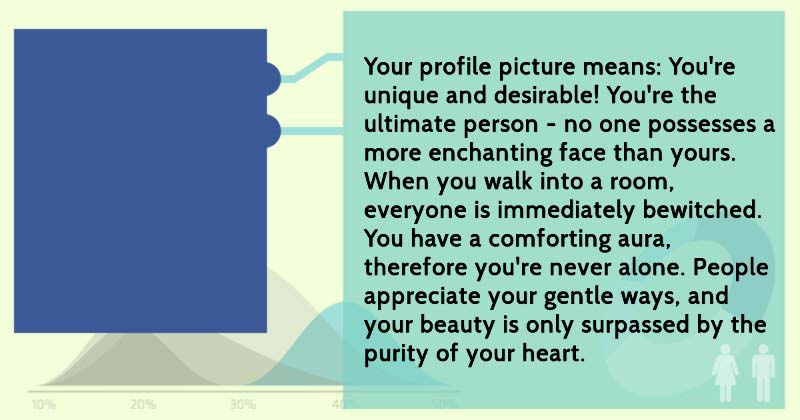 Your profile picture means: You're
unique and desirable! You're the
ultimate person - no one possesses a
more enchanting face than yours.
When you walk into a room,
everyone is immediately bewitched.
You have a comforting aura,
therefore you're never alone. People
appreciate your gentle ways, and
your beauty is only surpassed by the
purity of your heart.
10% 20% 30% 40% 50%